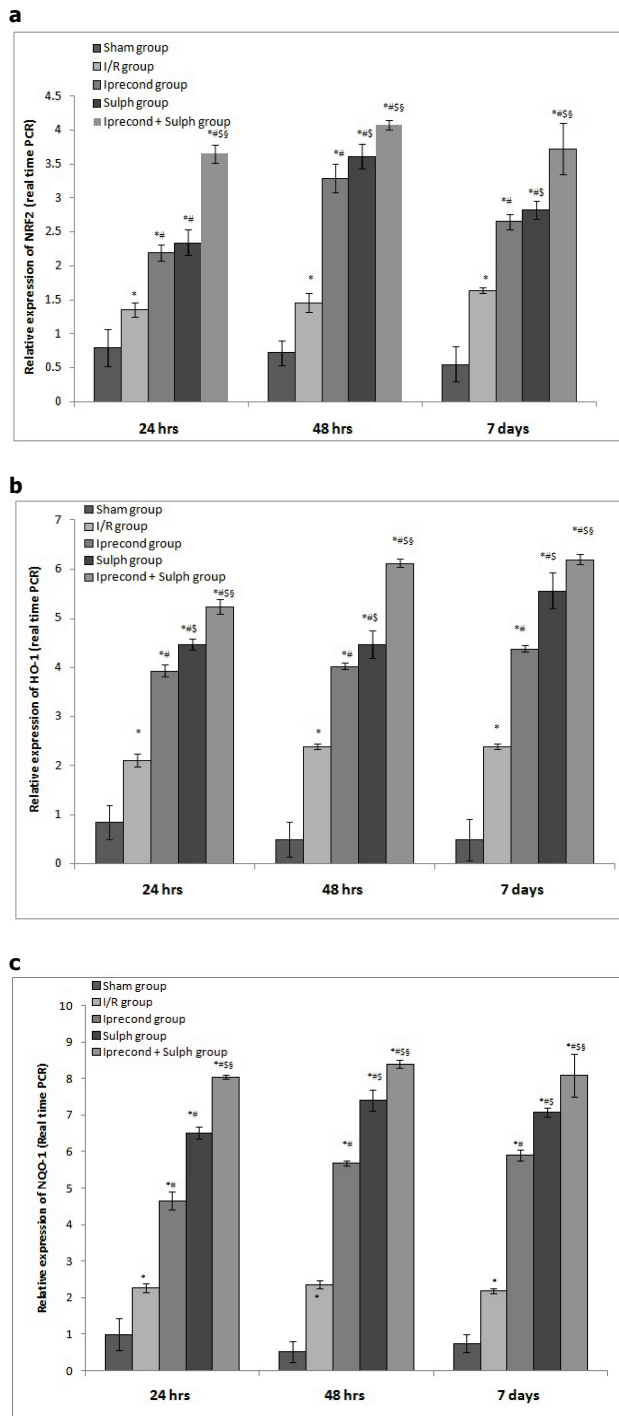 a
Sham group
I/R group
Iprecond group
Sulph group
Iprecond + Sulph group
Relative expression of NRF2 (real time PCR)
4.5
4
3.5
3
2.5
2
1.5
1
0.5
0
*
*#
*#
*#$§
*
*#
*#$
*#$§
*
*#
*#$
*#$§
24 hrs
48 hrs
7 days
b
Sham group
I/R group
Iprecond group
Sulph group
Iprecond + Sulph group
Relative expression of HO-1 (real time PCR)
7
6
5
4
3
2
1
0
*
*#
*#$
*#$§
*
*#
*#$
*#$§
*
*#
*#$
*#$§
24 hrs
48 hrs
7 days
c
Sham group
I/R group
Iprecond group
Sulph group
Iprecond + Sulph group
Relative expression of NQO-1 (Real time PCR)
10
9
8
7
6
5
4
3
2
1
0
*
*#
*#
*#$§
*
*#
*#$
*#$§
*
*#
*#$
*#$§
24 hrs
48 hrs
7 days